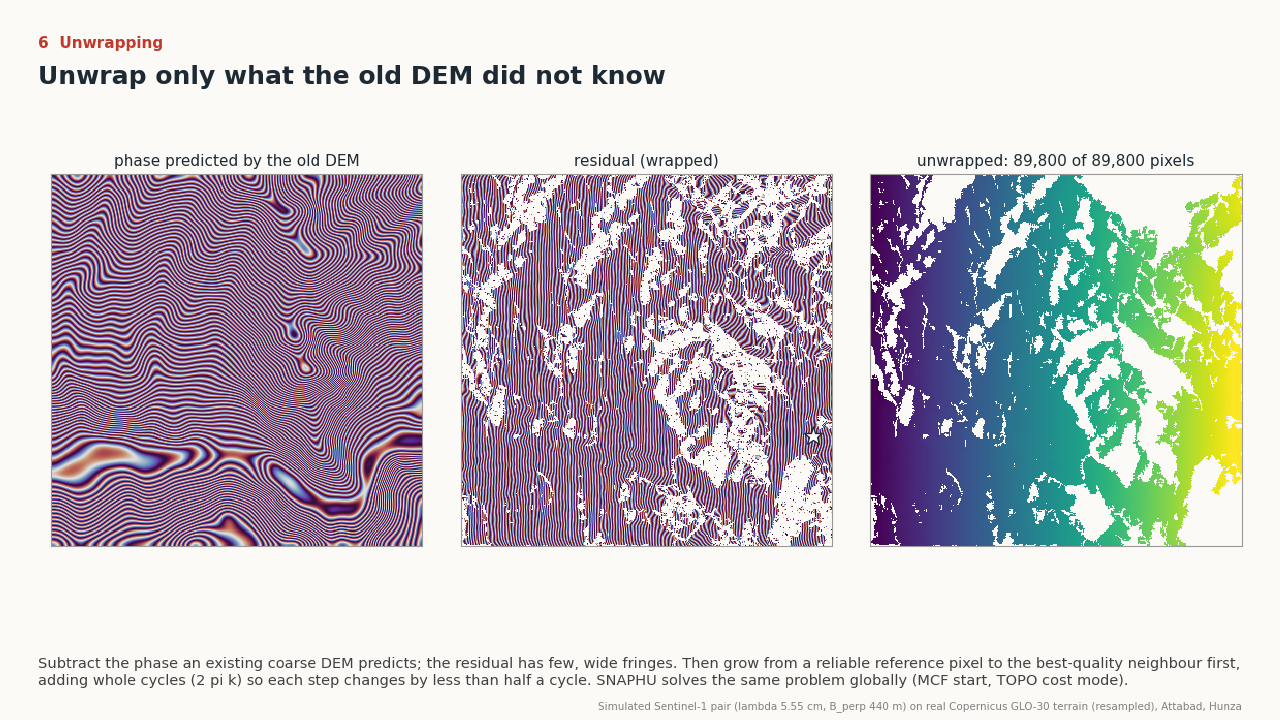 6  Unwrapping
Unwrap only what the old DEM did not know
phase predicted by the old DEM
residual (wrapped)
unwrapped: 89,800 of 89,800 pixels
Subtract the phase an existing coarse DEM predicts; the residual has few, wide fringes. Then grow from a reliable reference pixel to the best-quality neighbour first,
adding whole cycles (2 pi k) so each step changes by less than half a cycle. SNAPHU solves the same problem globally (MCF start, TOPO cost mode).
Simulated Sentinel-1 pair (lambda 5.55 cm, B_perp 440 m) on real Copernicus GLO-30 terrain (resampled), Attabad, Hunza